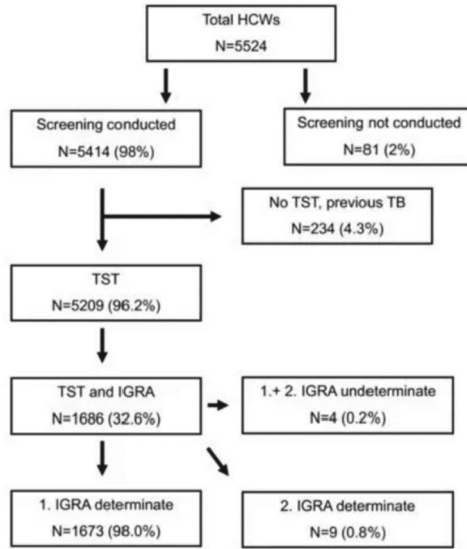 Total HCWs
N=5524
Screening conducted
N=5414 (98%)
Screening not conducted
N=81 (2%)
No TST, previous TB
N=234 (4.3%)
TST
N=5209 (96.2%)
TST and IGRA
N=1686 (32.6%)
1.+ 2. IGRA undeterminate
N=4 (0.2%)
1. IGRA determinate
N=1673 (98.0%)
2. IGRA determinate
N=9 (0.8%)